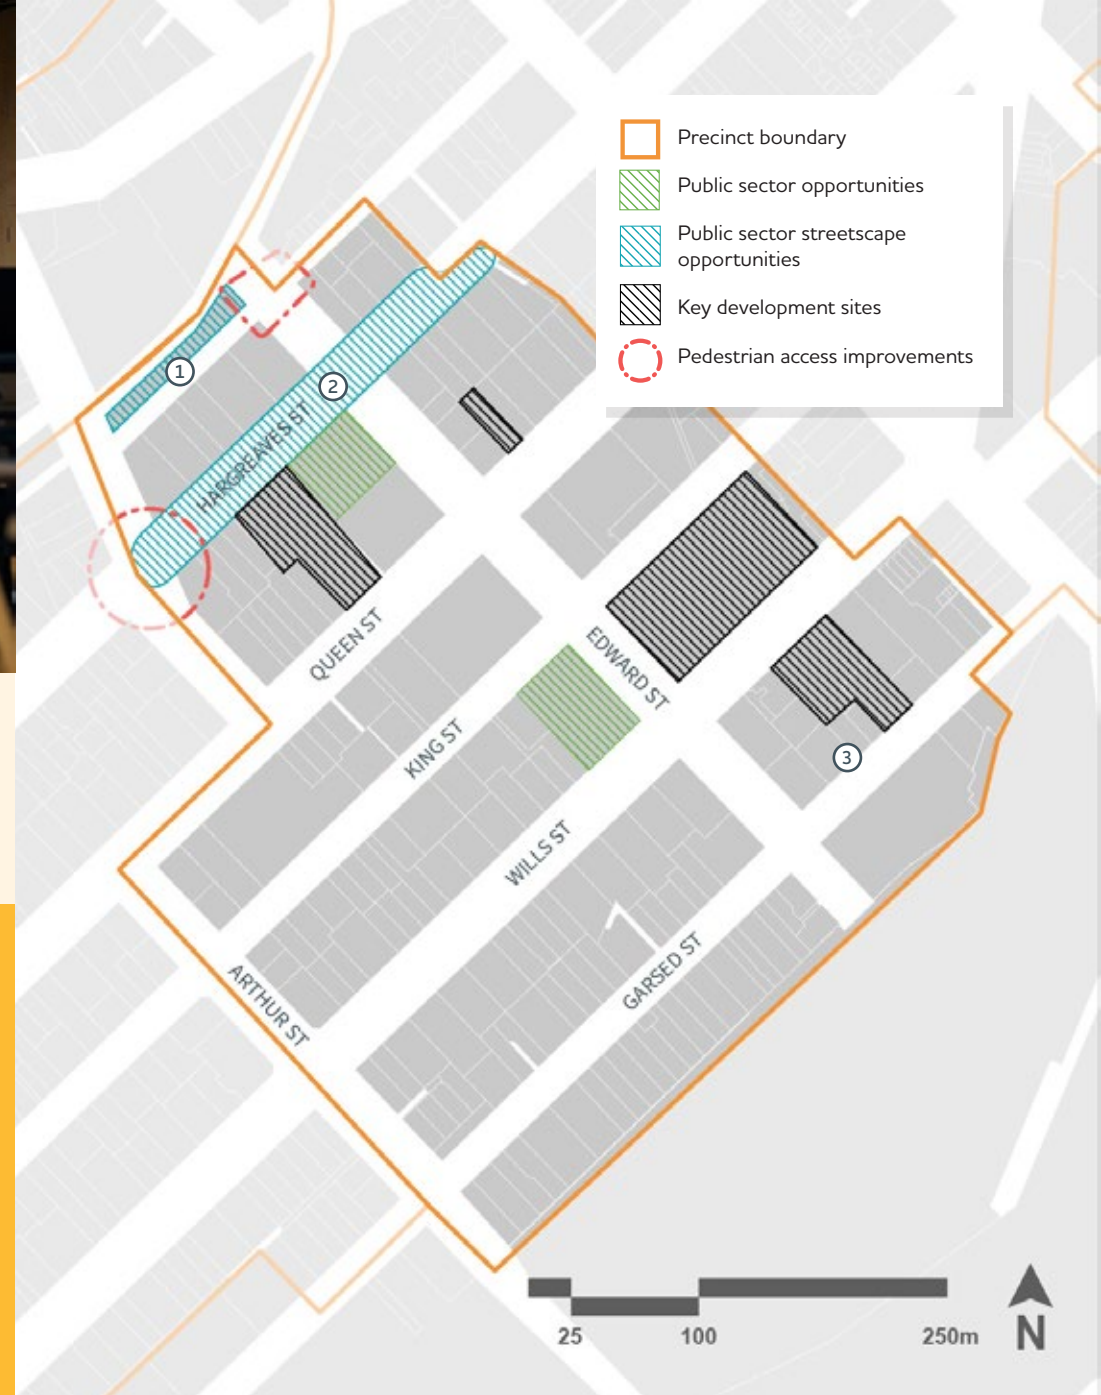 Precinct boundary
Public sector opportunities
Public sector streetscape
opportunities
Key development sites
Pedestrian access improvements
1
2
HARGREAVES ST
QUEEN ST
EDWARD ST
KING ST
3
WILLS ST
GARSED ST
ARTHUR ST
25 100 250m
N